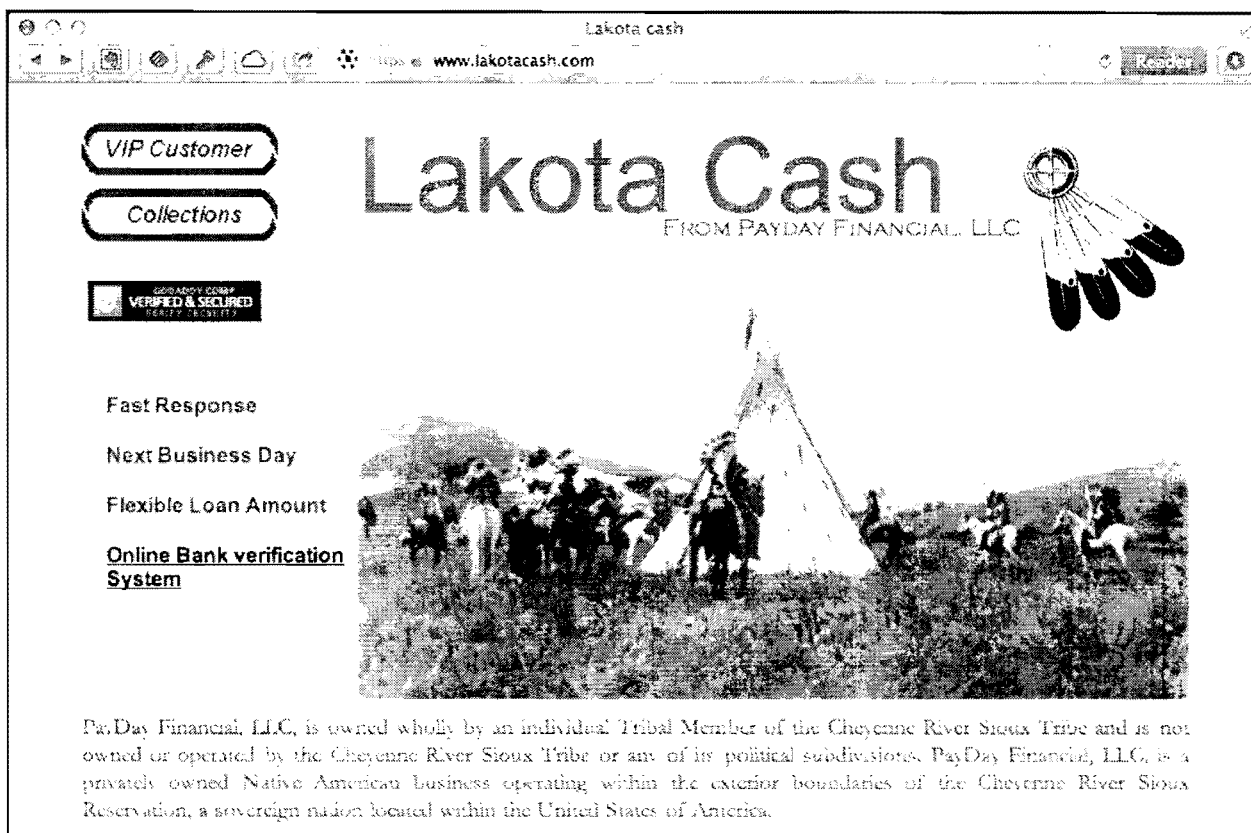 Lakota cash
www.lakotacash.com
Reader
VIP Customer
Collections
Lakota Cash
FROM PAYDAY FINANCIAL, LLC
VERIFIED & SECURED
Fast Response
Next Business Day
Flexible Loan Amount
Online Bank verification
System
PayDay Financial, LLC, is owned wholly by an individual Tribal Member of the Cheyenne River Sioux Tribe and is not
owned or operated by the Cheyenne River Sioux Tribe or any of its political subdivisions. PayDay Financial, LLC, is a
privately owned Native American business operating within the exterior boundaries of the Cheyenne River Sioux
Reservation, a sovereign nation located within the United States of America.